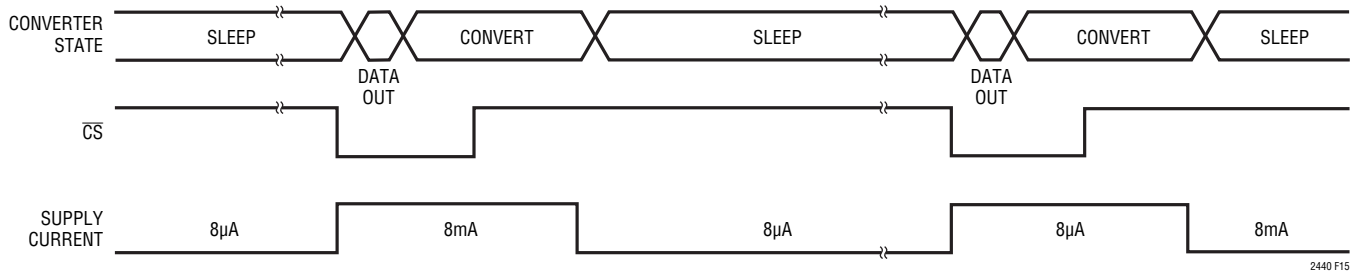 CONVERTER
STATE
SLEEP
DATA
OUT
CONVERT
SLEEP
DATA
OUT
CONVERT
SLEEP
CS
SUPPLY
CURRENT
8µA
8mA
8µA
8µA
8mA
2440 F15